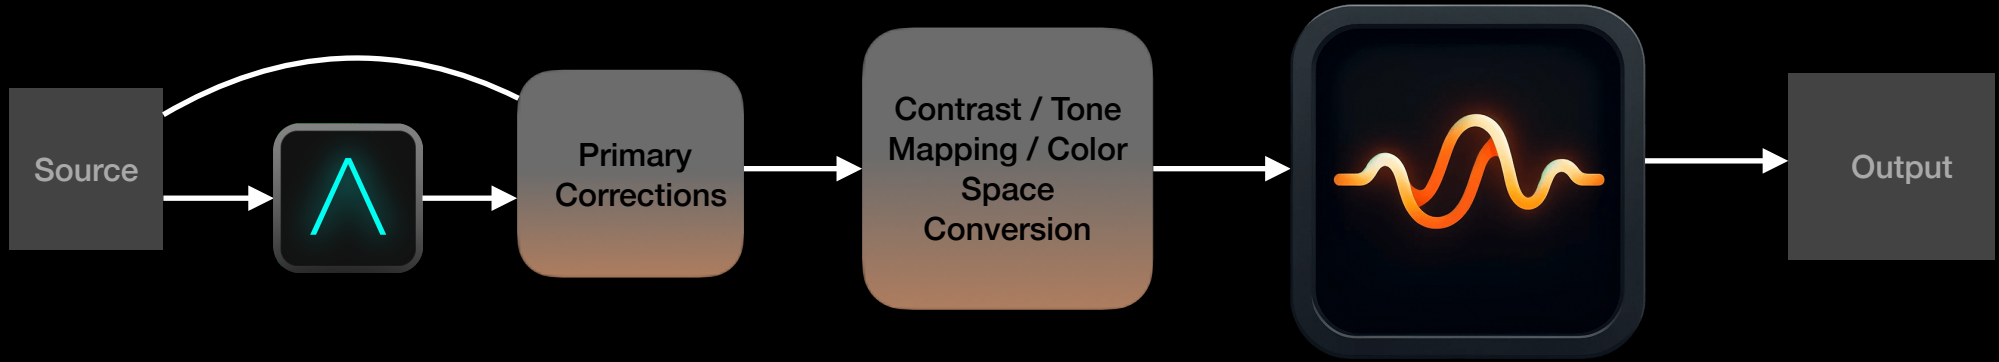 Source
Primary
Corrections
Contrast / Tone
Mapping / Color
Space
Conversion
Output